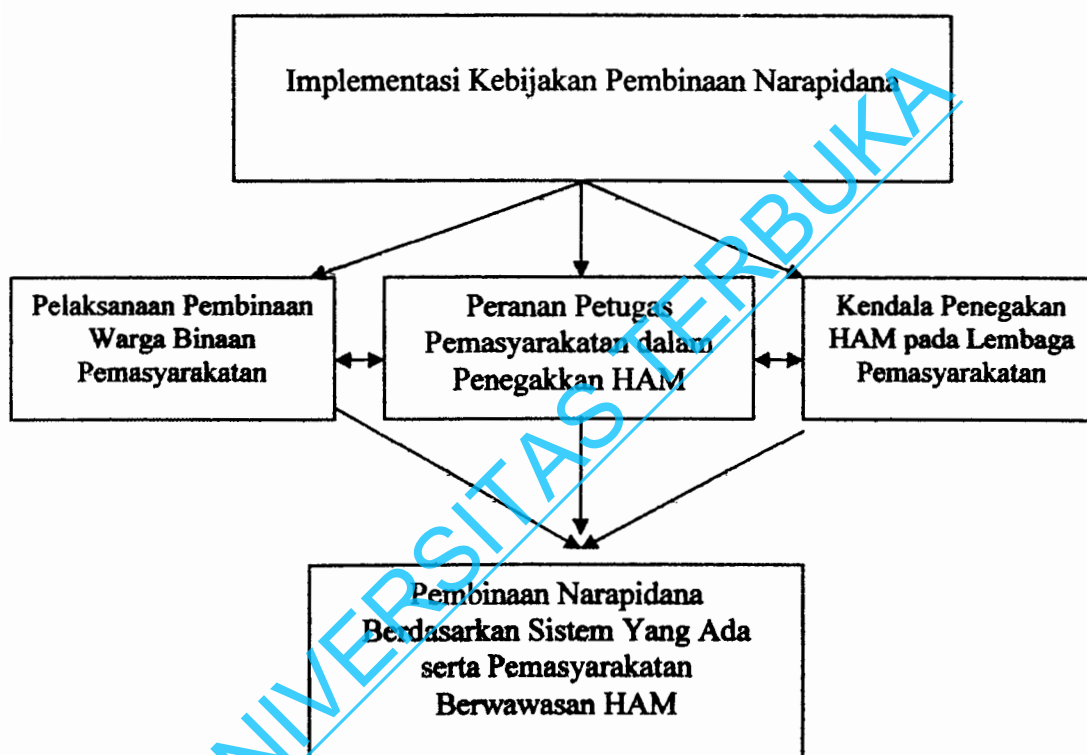 Implementasi Kebijakan Pembinaan Narapidana
Pelaksanaan Pembinaan
Warga Binaan
Pemasyarakatan
Peranan Petugas
Pemasyarakatan dalam
Penegakkan HAM
Kendala Penegakan
HAM pada Lembaga
Pemasyarakatan
Pembinaan Narapidana
Berdasarkan Sistem Yang Ada
serta Pemasyarakatan
Berwawasan HAM
UNIVERSITAS TERBUKA